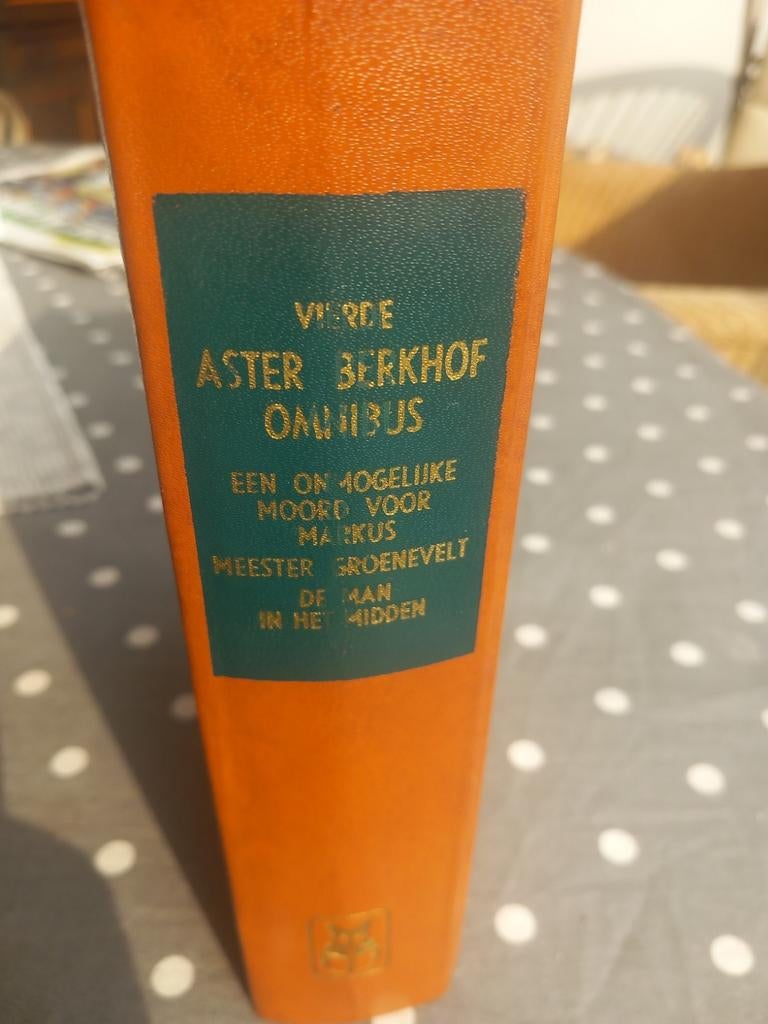 VIERDE
ASTER BERKHOF
OMNIBUS
EEN ONMOGELIJKE
MOORD VOOR
MARKUS
MEESTER GROENEVELT
DE MAN
IN HET MIDDEN